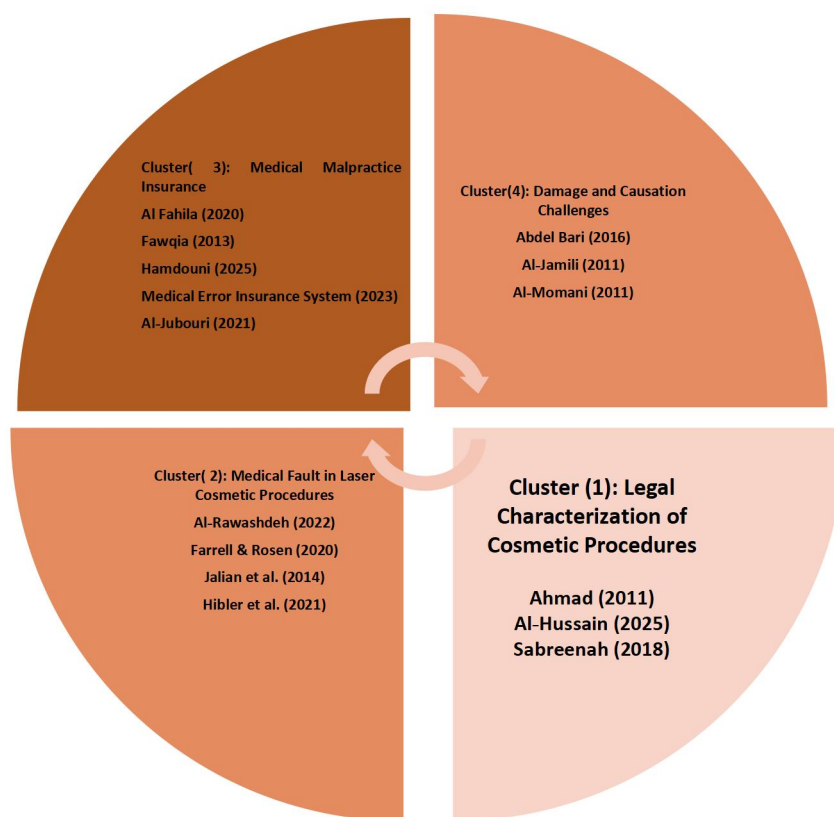 Cluster( 3): Medical Malpractice
Insurance
Al Fahila (2020)
Fawqia (2013)
Hamdouni (2025)
Medical Error Insurance System (2023)
Al-Jubouri (2021)
Cluster(4): Damage and Causation
Challenges
Abdel Bari (2016)
Al-Jamili (2011)
Al-Momani (2011)
Cluster( 2): Medical Fault in Laser
Cosmetic Procedures
Al-Rawashdeh (2022)
Farrell & Rosen (2020)
Jalian et al. (2014)
Hibler et al. (2021)
Cluster (1): Legal
Characterization of
Cosmetic Procedures
Ahmad (2011)
Al-Hussain (2025)
Sabreenah (2018)